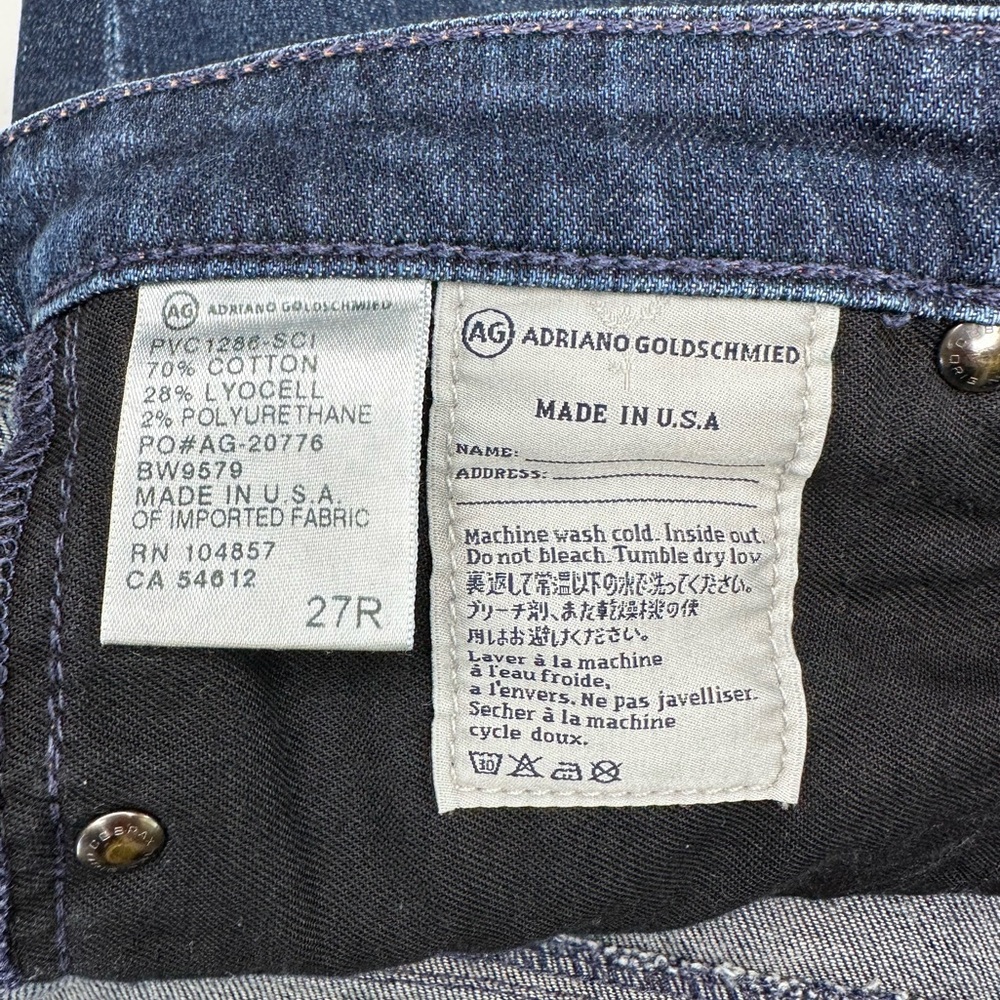 AG ADRIANO GOLDSCHMIED
PVC1286-SCI
70% COTTON
28% LYOCELL
2% POLYURETHANE
PO#AG-20776
BW9579
MADE IN U.S.A.
OF IMPORTED FABRIC
RN 104857
CA 54612
27R
AG ADRIANO GOLDSCHMIED
MADE IN U.S.A
NAME:
ADDRESS:
Machine wash cold. Inside out.
Do not bleach. Tumble dry low
裏返して常温以下の水で洗ってください。
ブリーチ剤、また乾燥機の使
用はお避けください。
Laver à la machine
à l'eau froide,
a l'envers. Ne pas javelliser.
Secher à la machine
cycle doux.
30